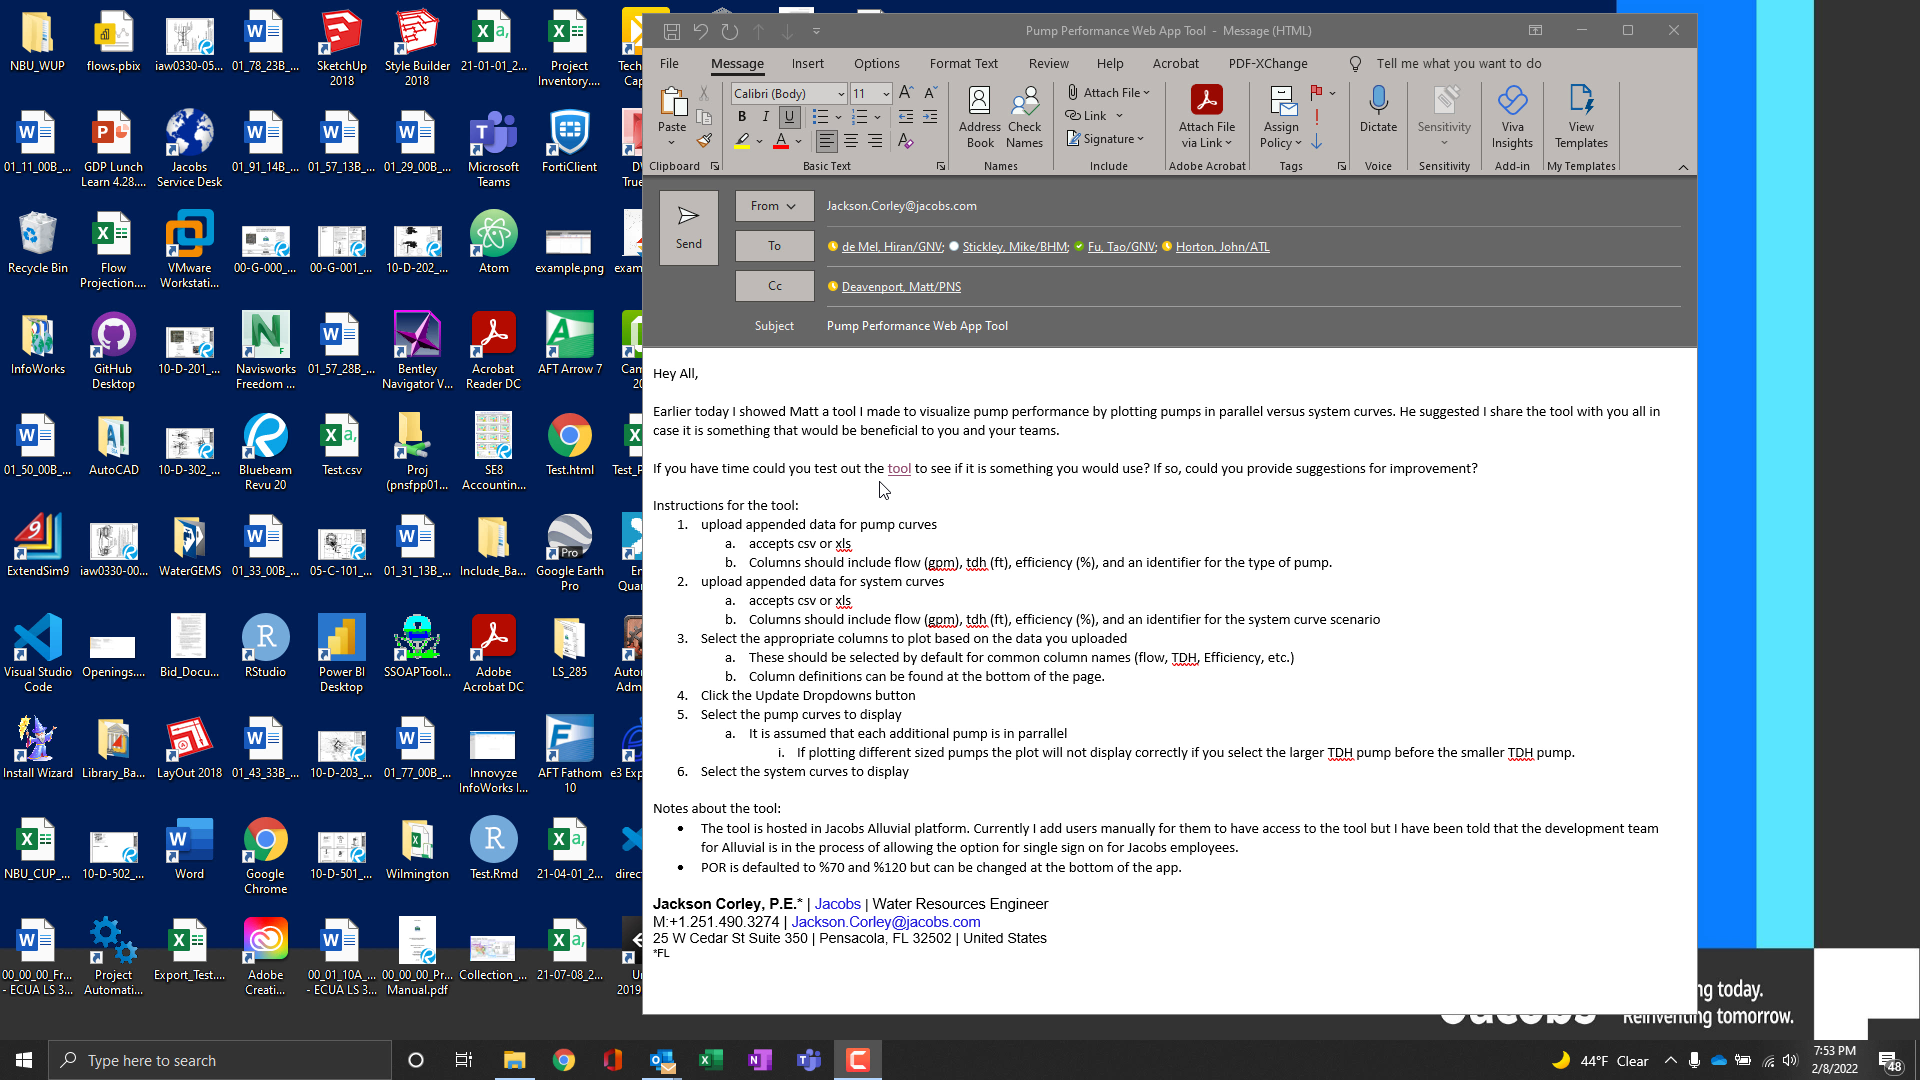 Pump Performance Web App Tool - Message (HTML)
File Message Insert Options Format Text Review Help Acrobat PDF-XChange Tell me what you want to do
Calibri (Body) 11
Paste
B I U
Address Book
Check Names
Attach File
Link
Signature
Attach File via Link
Assign Policy
Dictate
Sensitivity
Viva Insights
View Templates
Clipboard Basic Text Names Include Adobe Acrobat Tags Voice Sensitivity Add-in My Templates
Send
From Jackson.Corley@jacobs.com
To de Mel, Hiran/GNV; Stickley, Mike/BHM; Fu, Tao/GNV; Horton, John/ATL
Cc Deavenport, Matt/PNS
Subject Pump Performance Web App Tool
Hey All,
Earlier today I showed Matt a tool I made to visualize pump performance by plotting pumps in parallel versus system curves. He suggested I share the tool with you all in
case it is something that would be beneficial to you and your teams.
If you have time could you test out the tool to see if it is something you would use? If so, could you provide suggestions for improvement?
Instructions for the tool:
1. upload appended data for pump curves
a. accepts csv or xls
b. Columns should include flow (gpm), tdh (ft), efficiency (%), and an identifier for the type of pump.
2. upload appended data for system curves
a. accepts csv or xls
b. Columns should include flow (gpm), tdh (ft), efficiency (%), and an identifier for the system curve scenario
3. Select the appropriate columns to plot based on the data you uploaded
a. These should be selected by default for common column names (flow, TDH, Efficiency, etc.)
b. Column definitions can be found at the bottom of the page.
4. Click the Update Dropdowns button
5. Select the pump curves to display
a. It is assumed that each additional pump is in parrallel
i. If plotting different sized pumps the plot will not display correctly if you select the larger TDH pump before the smaller TDH pump.
6. Select the system curves to display
Notes about the tool:
• The tool is hosted in Jacobs Alluvial platform. Currently I add users manually for them to have access to the tool but I have been told that the development team
for Alluvial is in the process of allowing the option for single sign on for Jacobs employees.
• POR is defaulted to %70 and %120 but can be changed at the bottom of the app.
Jackson Corley, P.E.* | Jacobs | Water Resources Engineer
M:+1.251.490.3274 | Jackson.Corley@jacobs.com
25 W Cedar St Suite 350 | Pensacola, FL 32502 | United States
*FL
NBU_WUP flows.pbix iaw0330-05... 01_78_23B_... SketchUp 2018 Style Builder 2018 21-01-01_2... Project Inventory....
01_11_00B_... GDP Lunch Learn 4.28.... Jacobs Service Desk 01_91_14B_... 01_57_13B_... 01_29_00B_... Microsoft Teams FortiClient
Recycle Bin Flow Projection.... VMware Workstati... 00-G-000_... 00-G-001_... 10-D-202_... Atom example.png
InfoWorks GitHub Desktop 10-D-201_... Navisworks Freedom ... 01_57_28B_... Bentley Navigator V... Acrobat Reader DC AFT Arrow 7
01_50_00B_... AutoCAD 10-D-302_... Bluebeam Revu 20 Test.csv Proj (pnsfpp01... SE8 Accountin... Test.html
ExtendSim9 iaw0330-00... WaterGEMS 01_33_00B_... 05-C-101_... 01_31_13B_... Include_Ba... Google Earth Pro
Visual Studio Code Openings.... Bid_Docu... RStudio Power BI Desktop SSOAPTool... Adobe Acrobat DC LS_285
Install Wizard Library_Ba... LayOut 2018 01_43_33B_... 10-D-203_... 01_77_00B_... Innovyze InfoWorks I... AFT Fathom 10
NBU_CUP_... 10-D-502_... Word Google Chrome 10-D-501_... Wilmington Test.Rmd 21-04-01_2...
00_00_00_Fr... - ECUA LS 3... Project Automati... Export_Test.... Adobe Creati... 00_01_10A_... - ECUA LS 3... 00_00_00_Pr... Manual.pdf Collection_... 21-07-08_2...
ng today.
Reinventing tomorrow.
Type here to search
44°F Clear
7:53 PM
2/8/2022
48